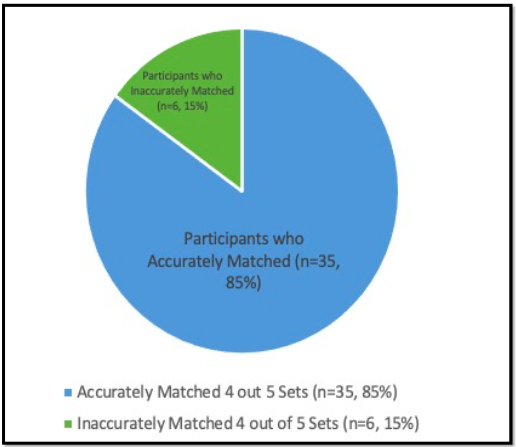 Participants who
Inaccurately Matched
(n=6, 15%)
Participants who
Accurately Matched (n=35,
85%)
Accurately Matched 4 out 5 Sets (n=35, 85%)
Inaccurately Matched 4 out of 5 Sets (n=6, 15%)